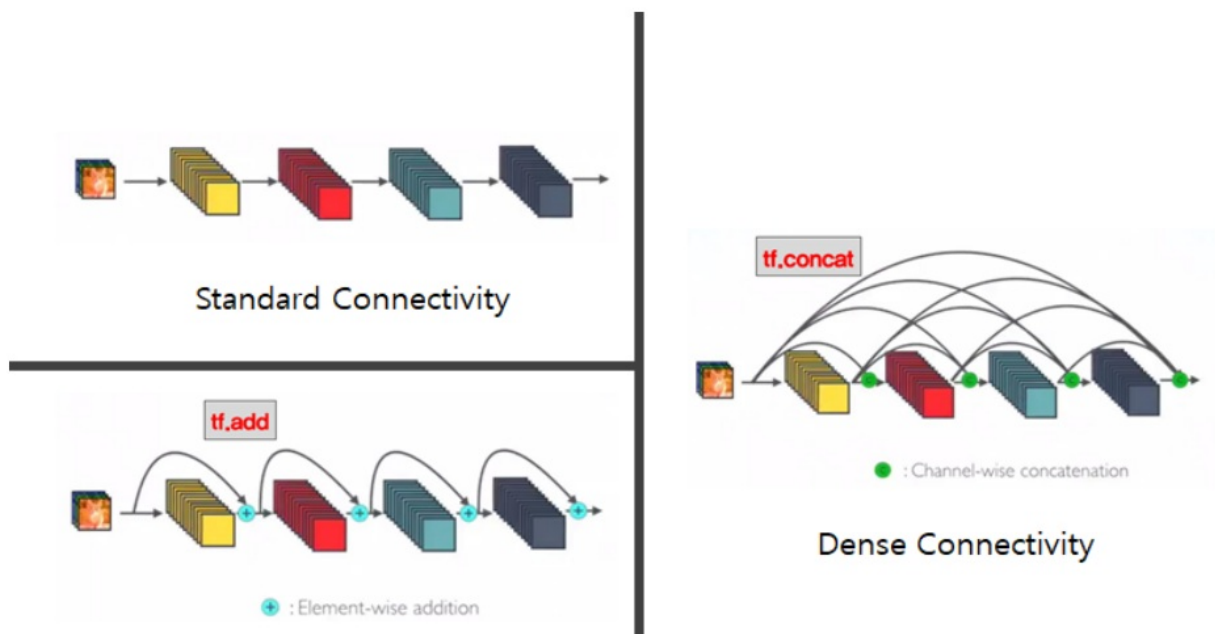 Standard Connectivity
tf.add
+ : Element-wise addition
tf.concat
C : Channel-wise concatenation
Dense Connectivity